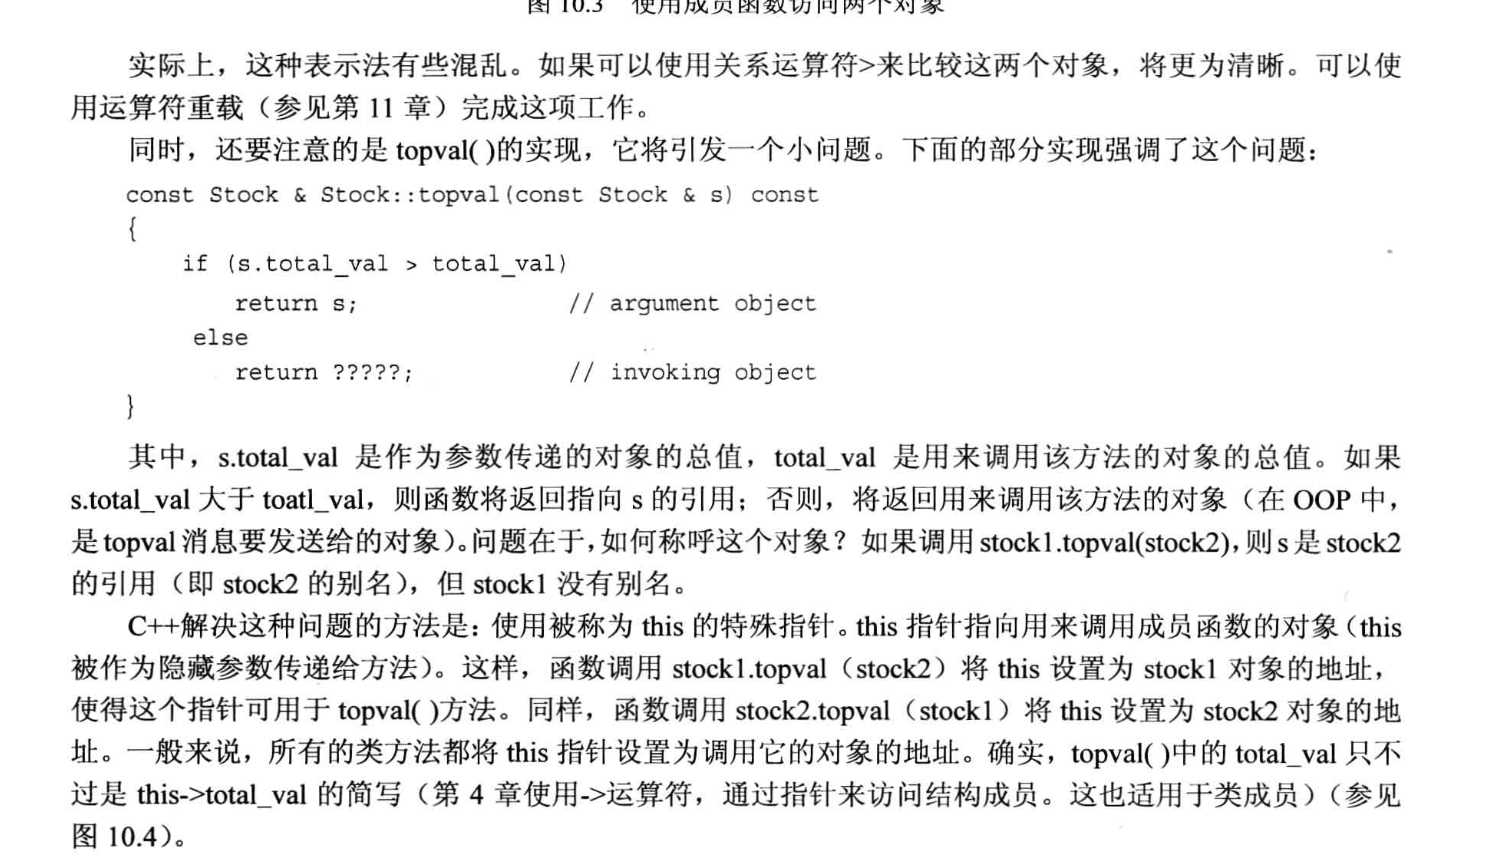 图 10.3 使用成员函数访问两个对象
实际上，这种表示法有些混乱。如果可以使用关系运算符>来比较这两个对象，将更为清晰。可以使
用运算符重载（参见第 11 章）完成这项工作。
同时，还要注意的是 topval( )的实现，它将引发一个小问题。下面的部分实现强调了这个问题：
const Stock & Stock::topval(const Stock & s) const
{
if (s.total_val > total_val)
return s; // argument object
else
return ?????; // invoking object
}
其中，s.total_val 是作为参数传递的对象的总值，total_val 是用来调用该方法的对象的总值。如果
s.total_val 大于 toatl_val，则函数将返回指向 s 的引用；否则，将返回用来调用该方法的对象（在 OOP 中，
是 topval 消息要发送给的对象）。问题在于，如何称呼这个对象？如果调用 stock1.topval(stock2)，则 s 是 stock2
的引用（即 stock2 的别名），但 stock1 没有别名。
C++解决这种问题的方法是：使用被称为 this 的特殊指针。this 指针指向用来调用成员函数的对象（this
被作为隐藏参数传递给方法）。这样，函数调用 stock1.topval（stock2）将 this 设置为 stock1 对象的地址，
使得这个指针可用于 topval( )方法。同样，函数调用 stock2.topval（stock1）将 this 设置为 stock2 对象的地
址。一般来说，所有的类方法都将 this 指针设置为调用它的对象的地址。确实，topval( )中的 total_val 只不
过是 this->total_val 的简写（第 4 章使用->运算符，通过指针来访问结构成员。这也适用于类成员）（参见
图 10.4）。